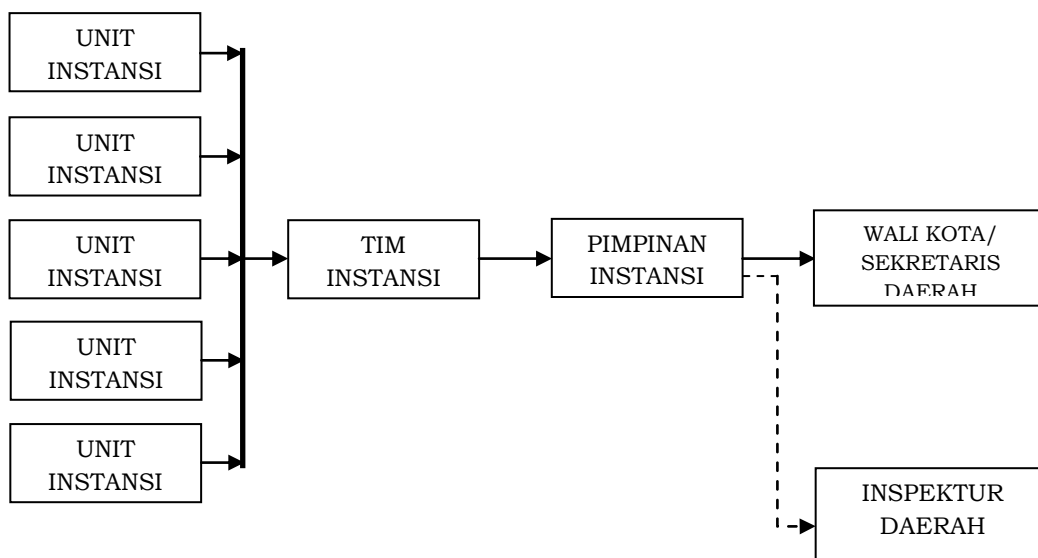 UNIT
INSTANSI
UNIT
INSTANSI
UNIT
INSTANSI
UNIT
INSTANSI
UNIT
INSTANSI
TIM
INSTANSI
PIMPINAN
INSTANSI
WALI KOTA/
SEKRETARIS
DAERAH
INSPEKTUR
DAERAH